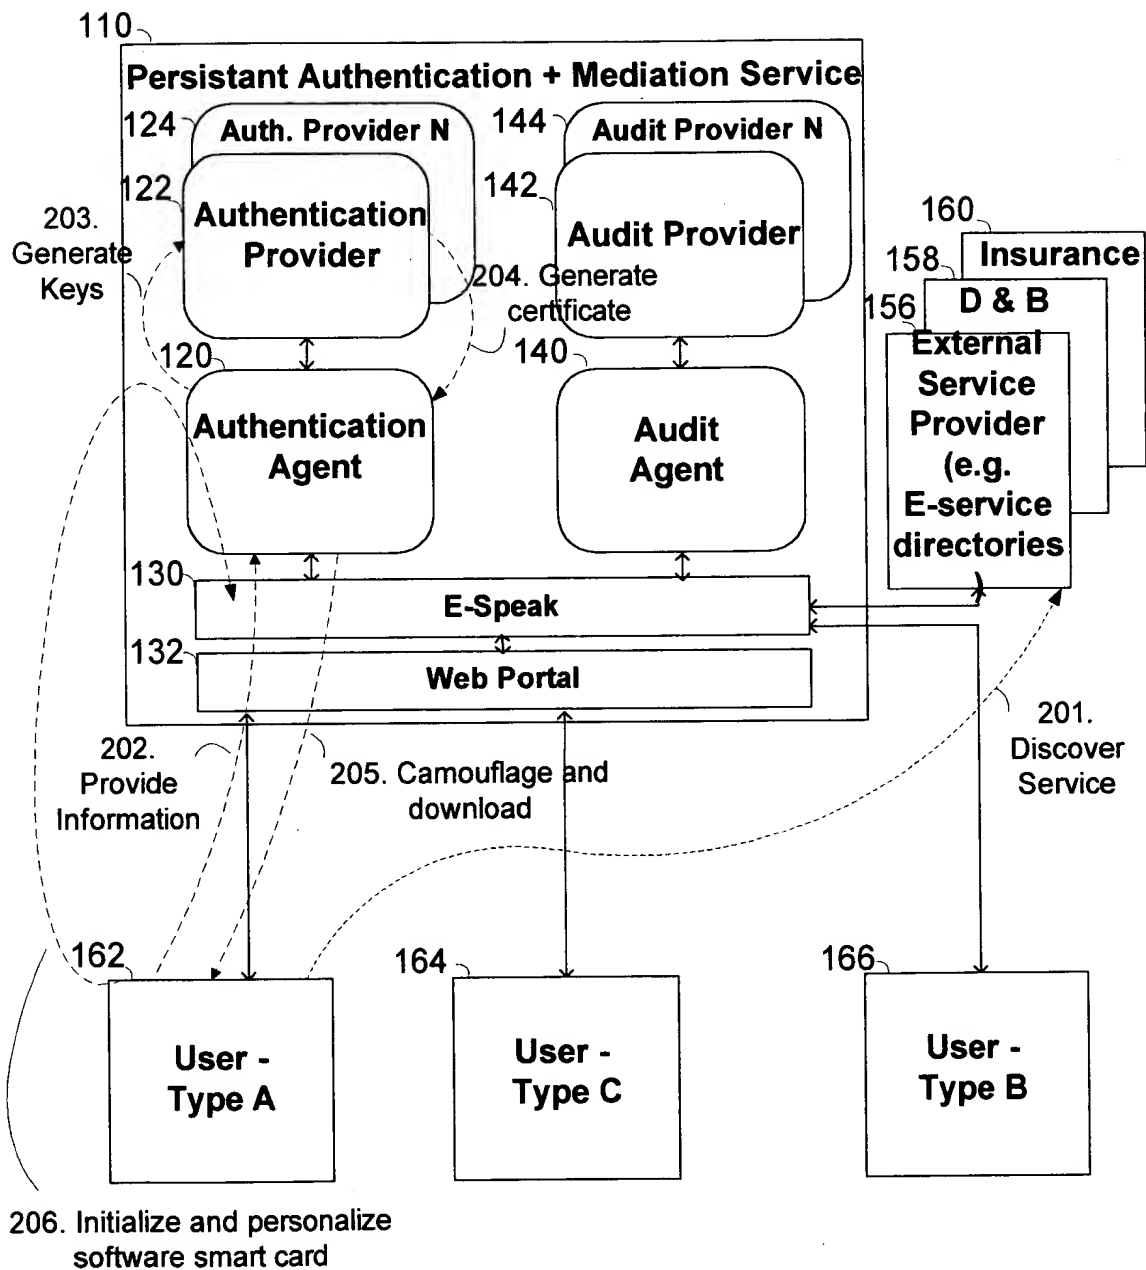 110
Persistant Authentication + Mediation Service
124
Auth. Provider N
144
Audit Provider N
122
Authentication
Provider
142
Audit Provider
203.
Generate
Keys
204. Generate
certificate
160
Insurance
158
D & B
156
External
Service
Provider
(e.g.
E-service
directories
)
120
Authentication
Agent
140
Audit
Agent
130
E-Speak
132
Web Portal
202.
Provide
Information
205. Camouflage and
download
201.
Discover
Service
162
User -
Type A
164
User -
Type C
166
User -
Type B
206. Initialize and personalize
software smart card